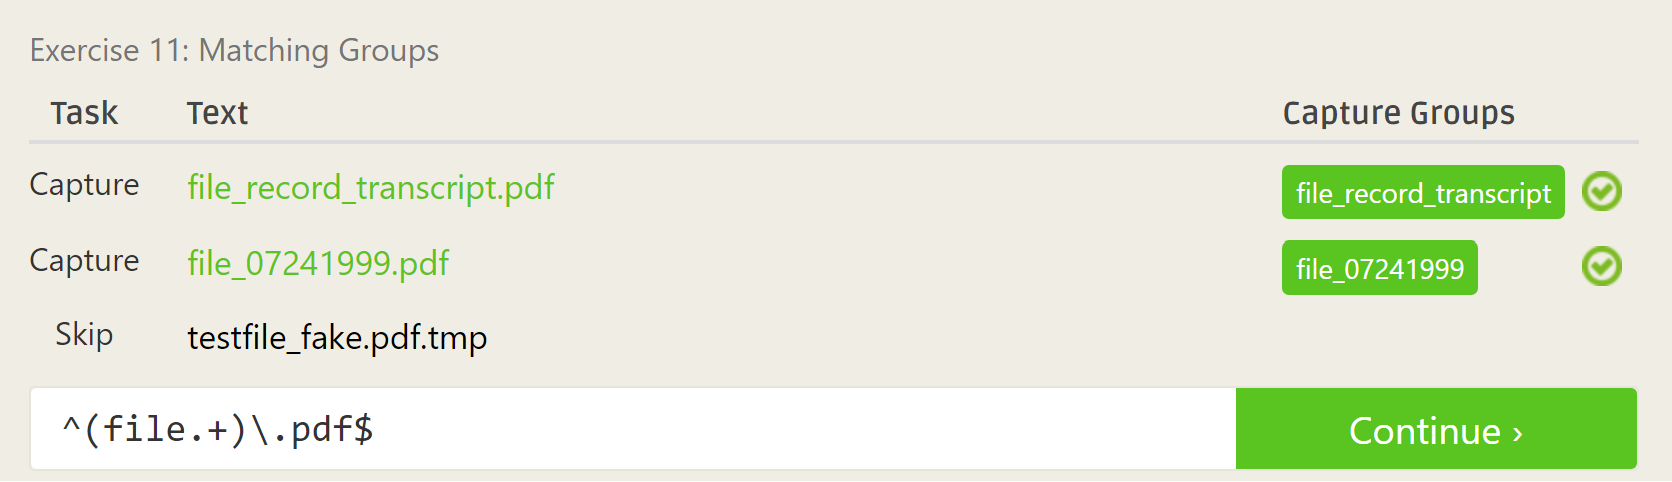 Exercise 11: Matching Groups
Task Text Capture Groups
Capture file_record_transcript.pdf file_record_transcript
Capture file_07241999.pdf file_07241999
Skip testfile_fake.pdf.tmp
^(file.+)\.pdf$ Continue ›